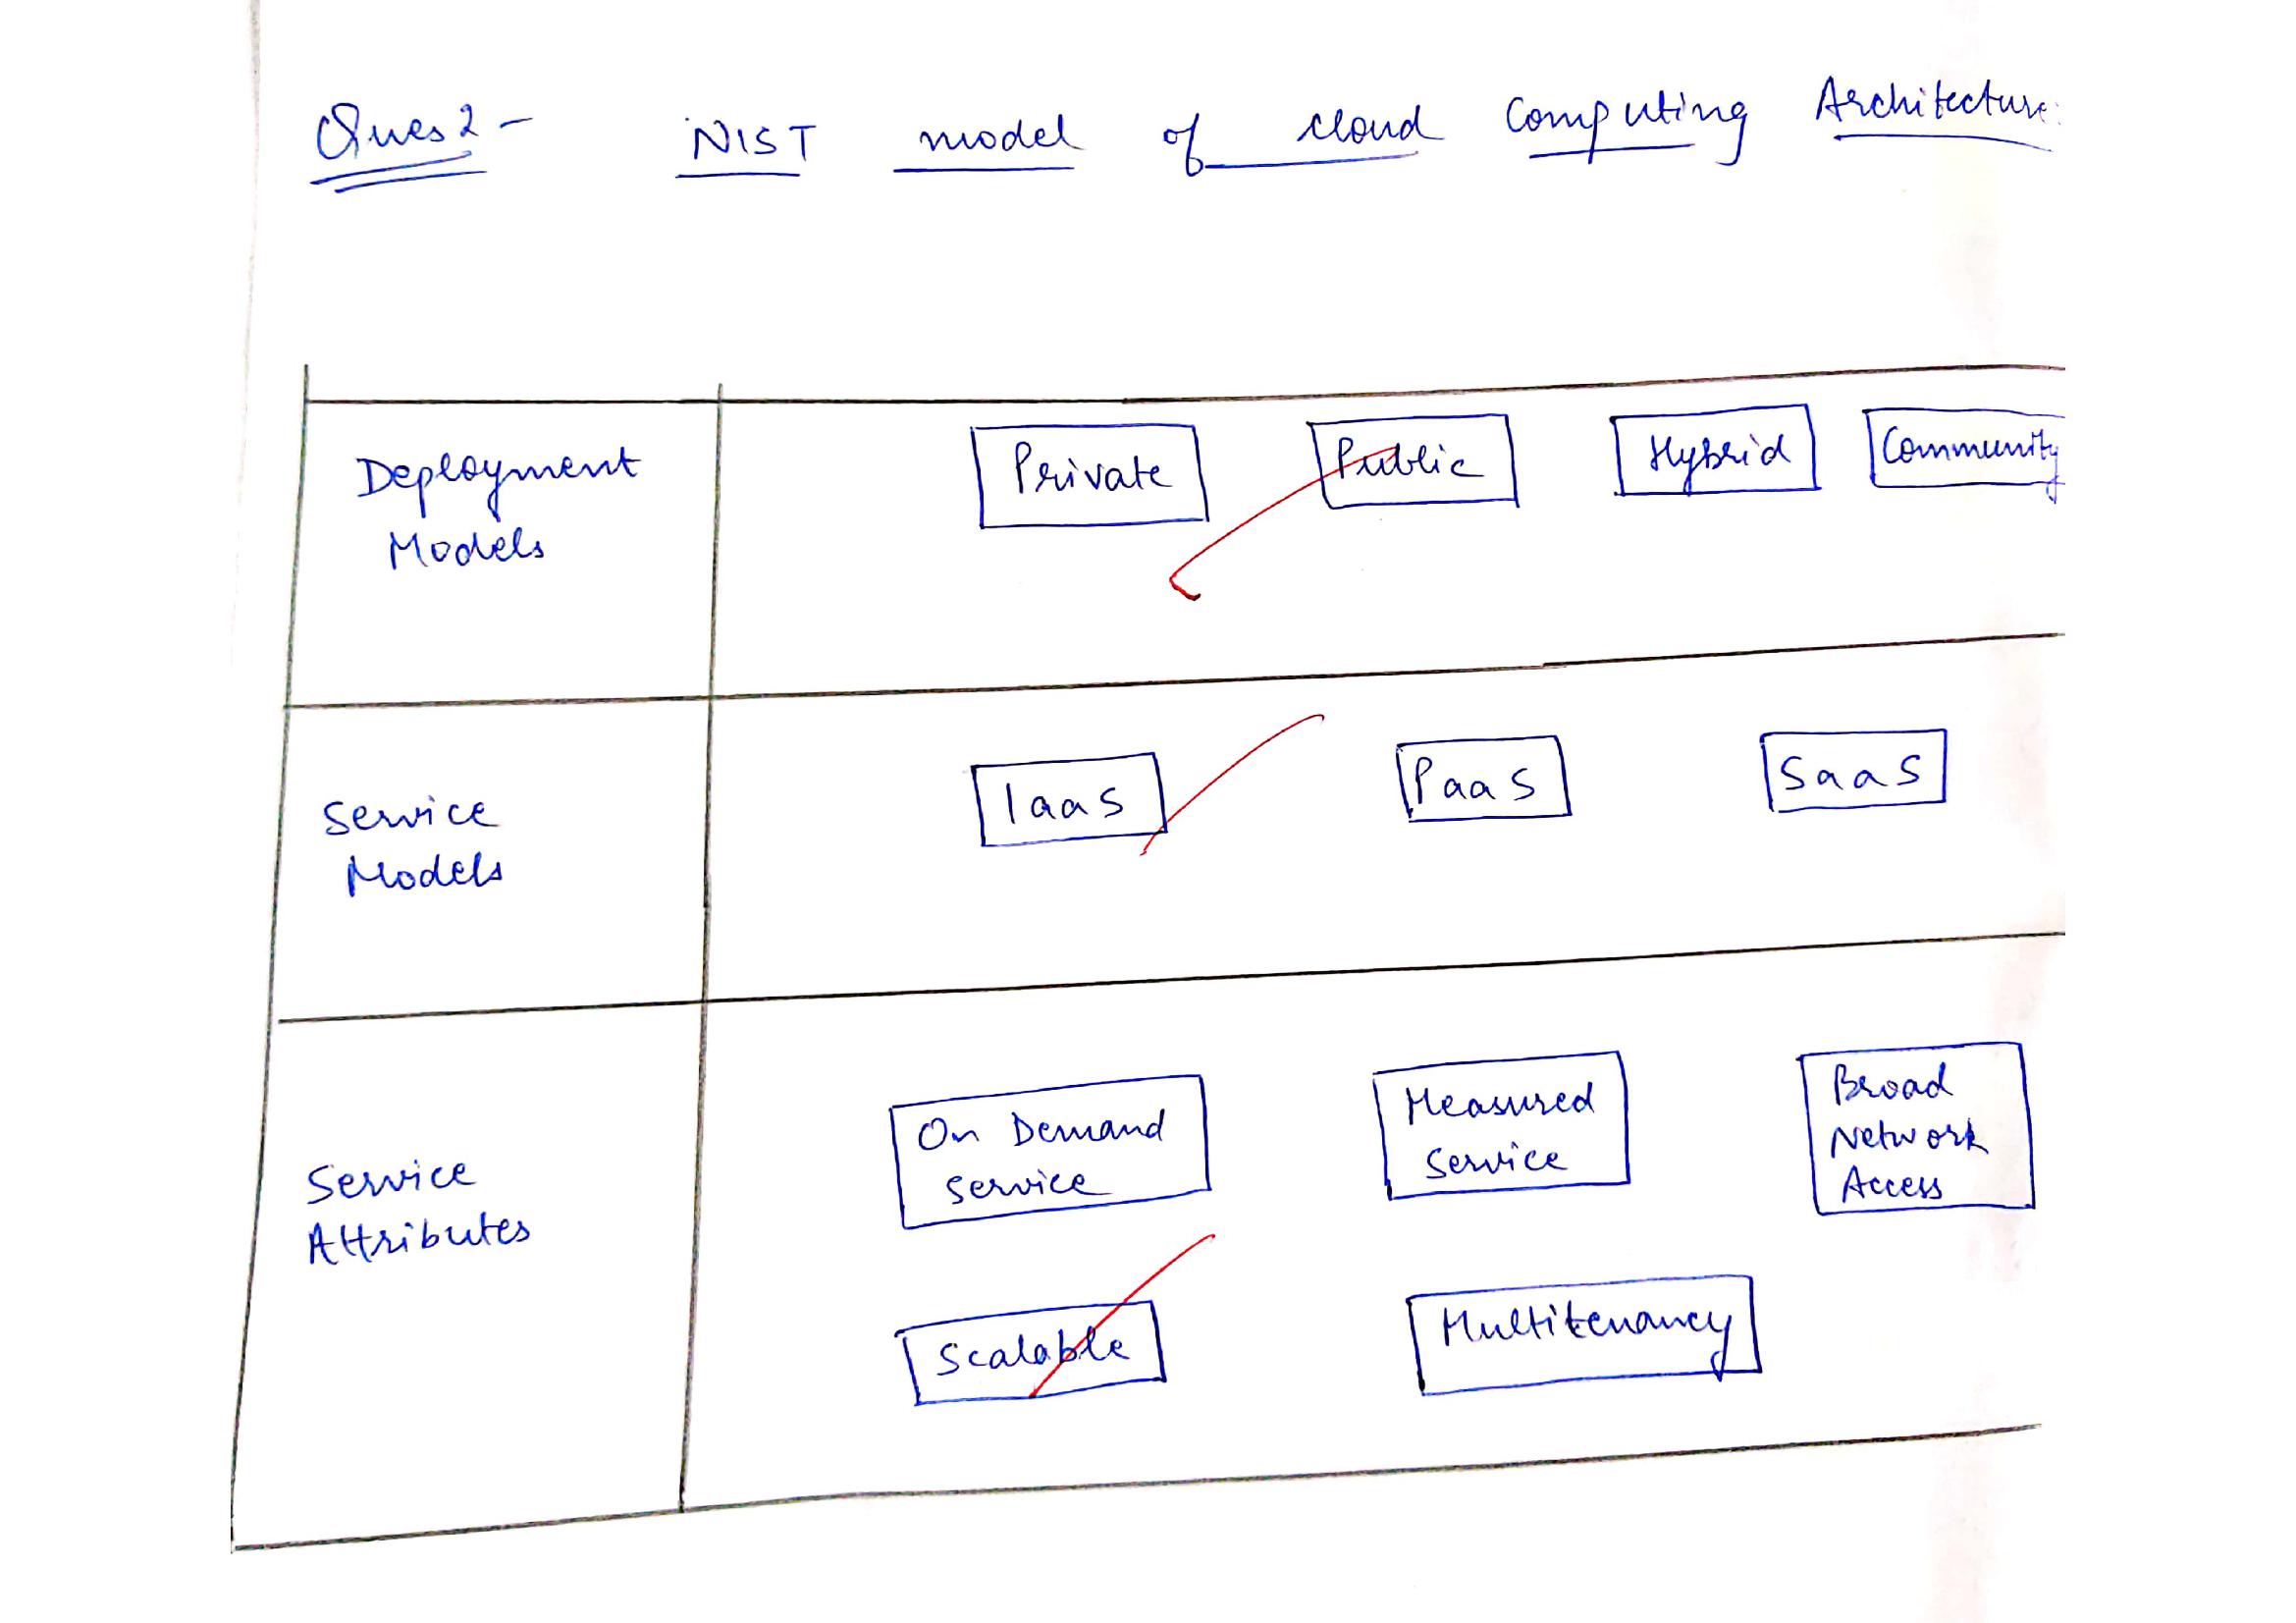 Ques 2 - NIST model of cloud Computing Architecture
Deployment
Models
Private Public Hybrid Community
Service
Models
IaaS PaaS SaaS
Service
Attributes
On Demand
Service
Measured
Service
Broad
Network
Access
Scalable Multitenancy